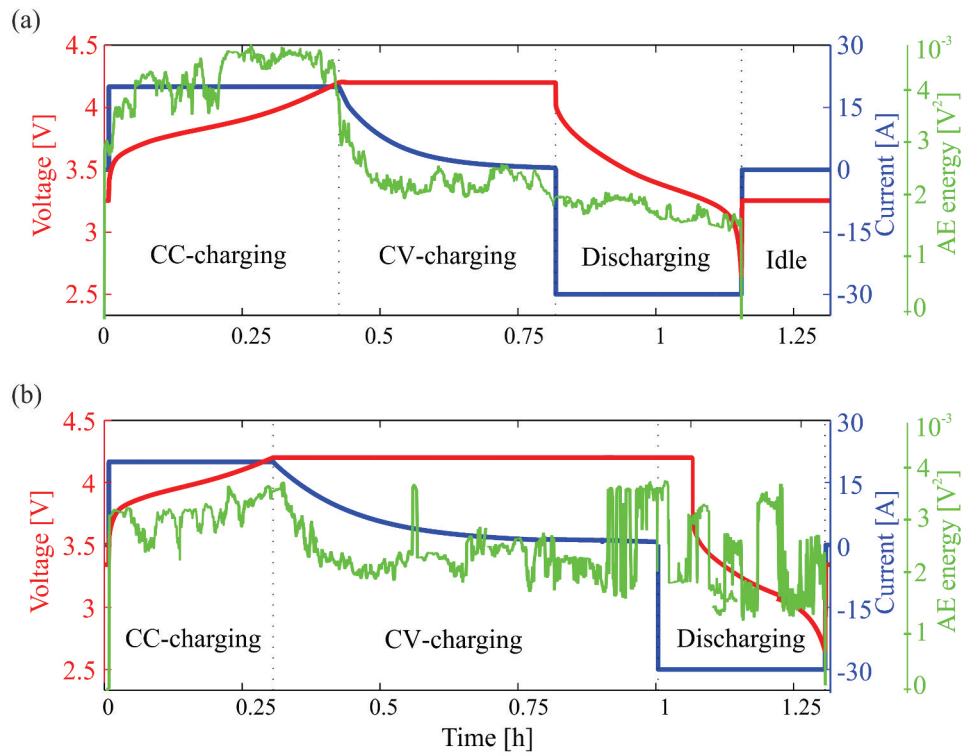 (a)
4.5
4
3.5
3
2.5
Voltage [V]
30
15
0
-15
-30
Current [A]
10⁻³
4
3
2
1
0
AE energy [V²]
CC-charging
CV-charging
Discharging
Idle
0
0.25
0.5
0.75
1
1.25
(b)
4.5
4
3.5
3
2.5
Voltage [V]
30
15
0
-15
-30
Current [A]
10⁻³
4
3
2
1
0
AE energy [V²]
CC-charging
CV-charging
Discharging
0
0.25
0.5
0.75
1
1.25
Time [h]